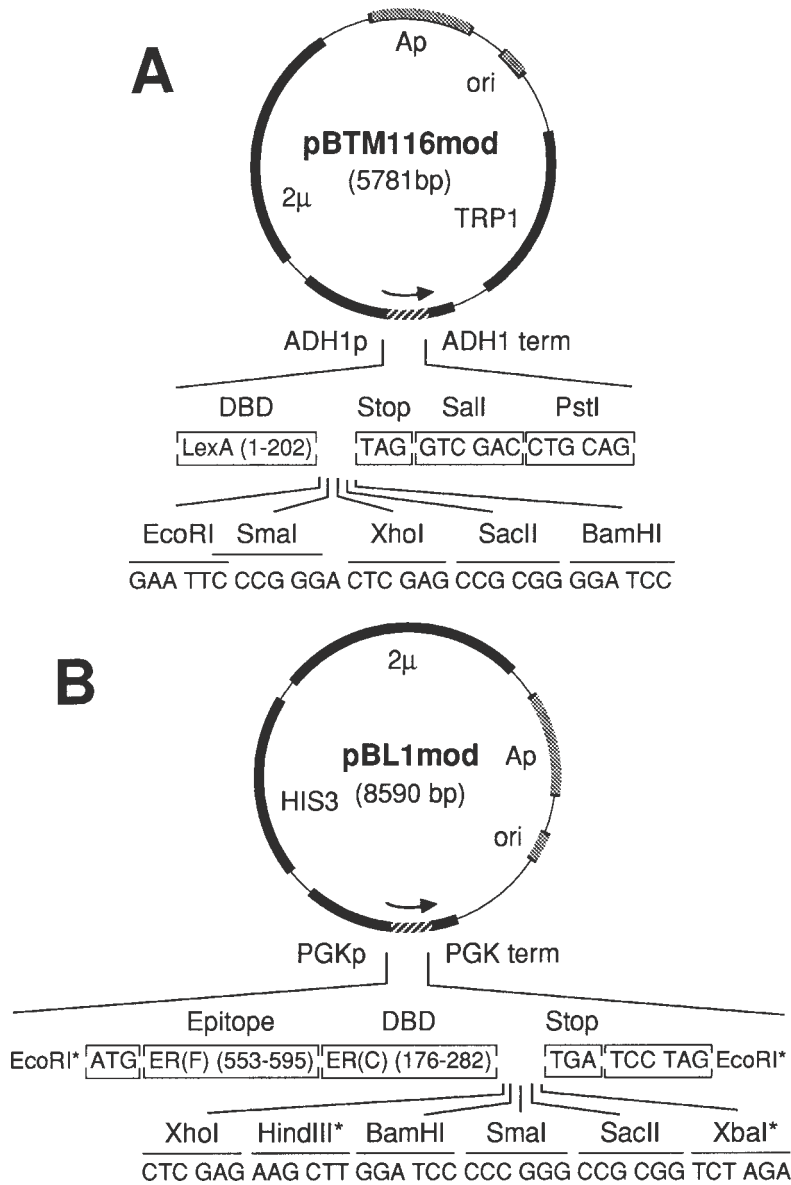 A
Ap
ori
pBTM116mod
(5781bp)
2μ
TRP1
ADH1p ADH1 term
DBD Stop SalI PstI
LexA (1-202) TAG GTC GAC CTG CAG
EcoRI SmaI XhoI SacII BamHI
GAA TTC CCG GGA CTC GAG CCG CGG GGA TCC
B
2μ
pBL1mod Ap
HIS3 (8590 bp)
ori
PGKp PGK term
Epitope DBD Stop
EcoRI* ATG ER(F) (553-595) ER(C) (176-282) TGA TCC TAG EcoRI*
XhoI HindIII* BamHI SmaI SacII XbaI*
CTC GAG AAG CTT GGA TCC CCC GGG CCG CGG TCT AGA